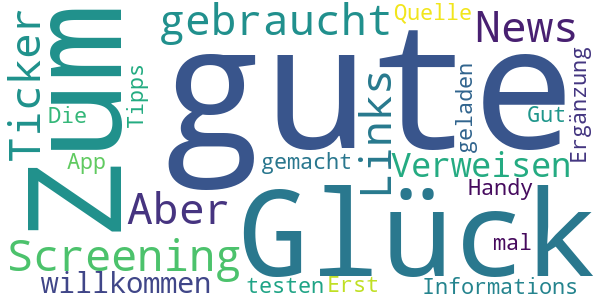 gebraucht
Quelle
News
Ticker
Zum
gute
Tipps
Die
Links
geladen
Gut
Ergänzung
App
gemacht
Verweisen
Aber
Glück
Handy
mal
Screening
willkommen
testen
Erst
Informations